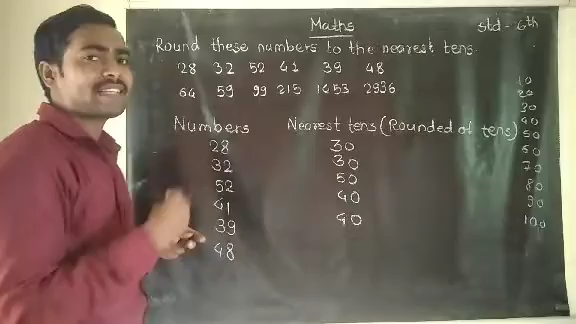 Maths
Std - 6th
Round these numbers to the nearest tens.
28 32 52 41 39 48
64 59 99 215 1453 2936
Numbers Nearest tens (Rounded of tens)
28 30
32 30
52 50
41 40
39 40
48
10
20
30
40
50
60
70
80
90
100